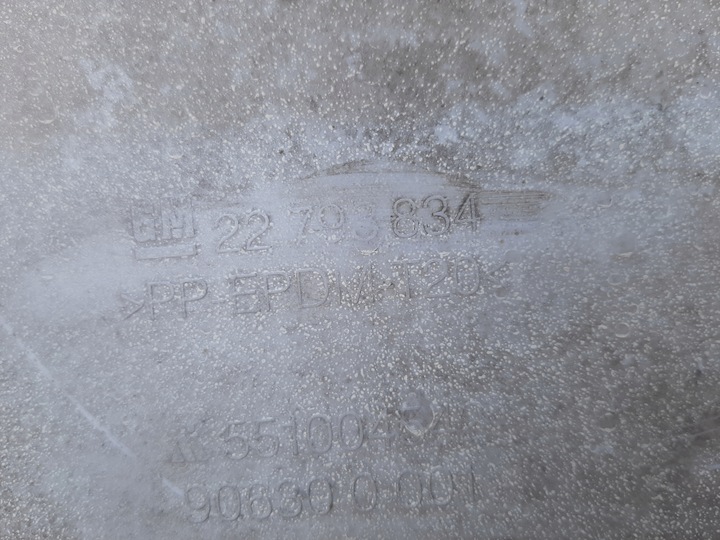 GM 22 793 834
>PP-EPDM-T20<
551004
90630 0 001